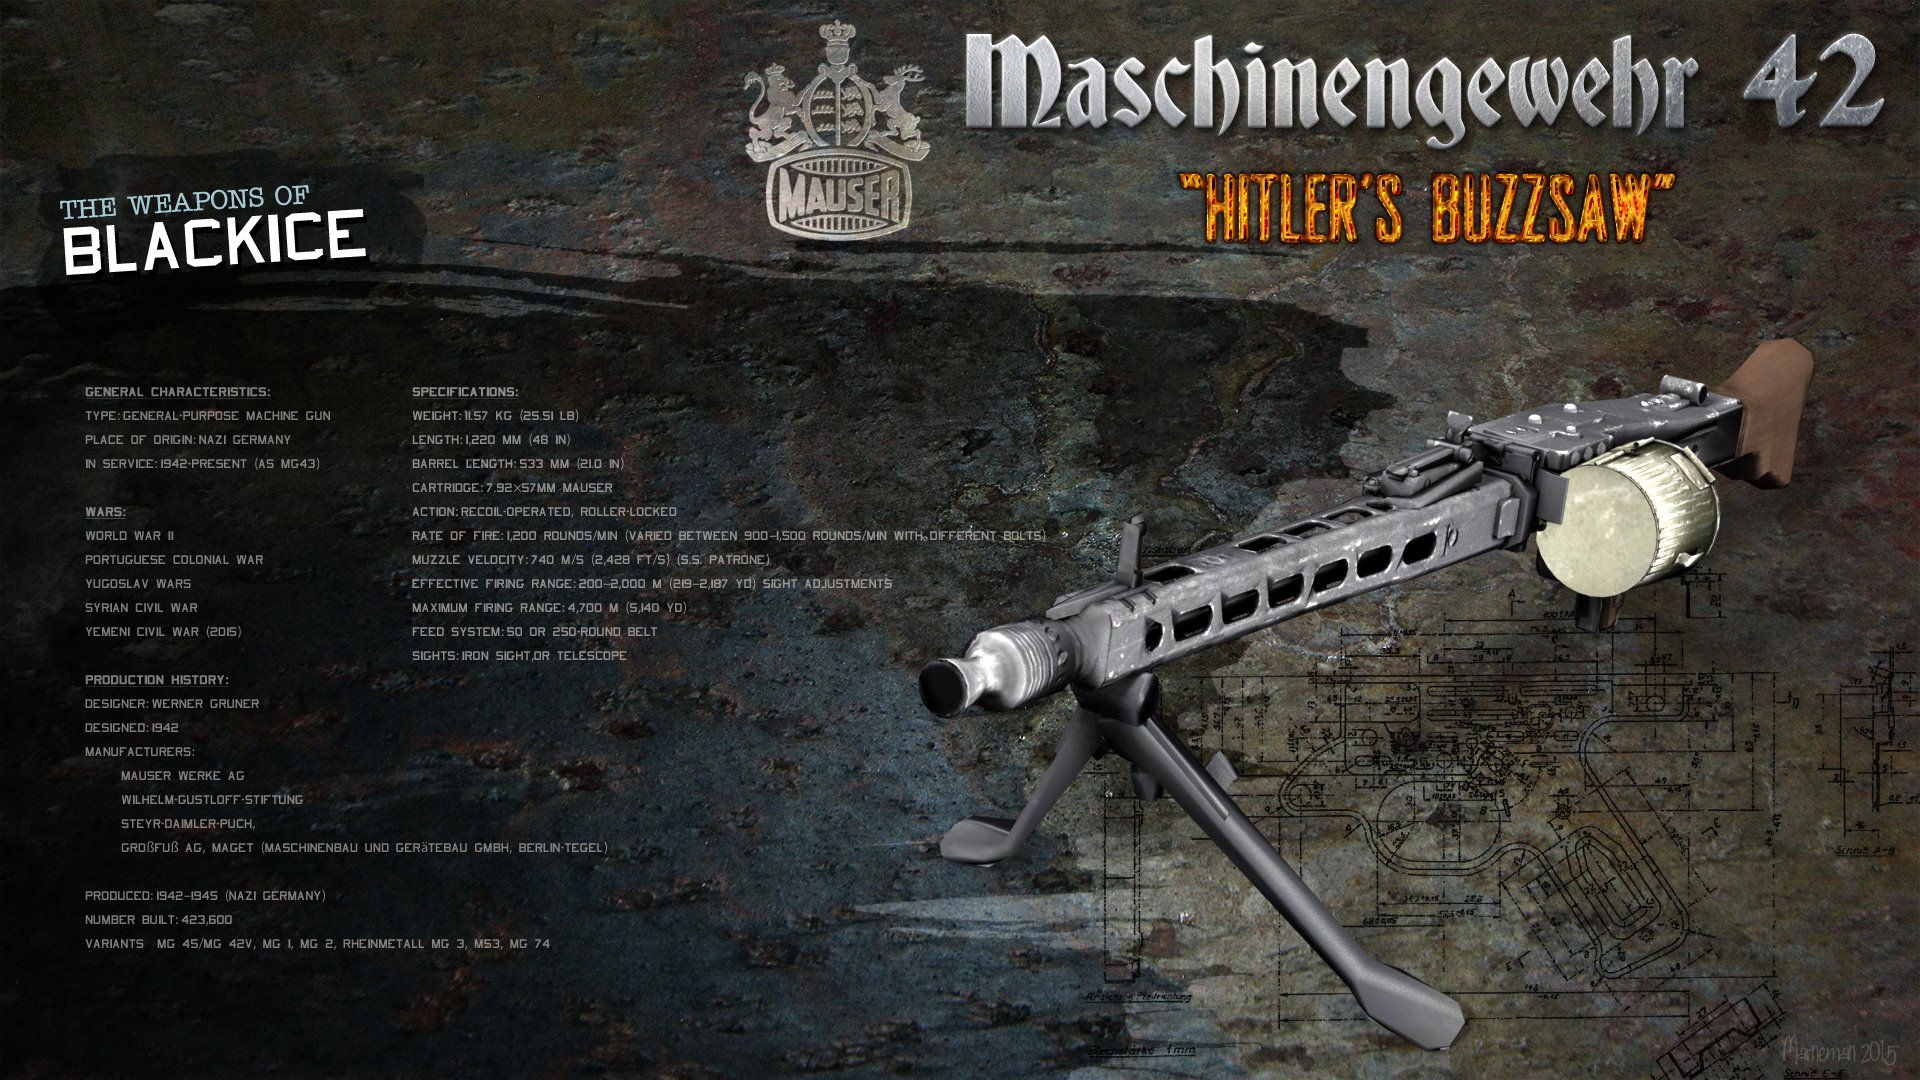 Maschinengewehr 42
"HITLER'S BUZZSAW"
MAUSER
THE WEAPONS OF
BLACKICE
GENERAL CHARACTERISTICS:
TYPE: GENERAL-PURPOSE MACHINE GUN
PLACE OF ORIGIN: NAZI GERMANY
IN SERVICE: 1942-PRESENT (AS MG43)
WARS:
WORLD WAR II
PORTUGUESE COLONIAL WAR
YUGOSLAV WARS
SYRIAN CIVIL WAR
YEMENI CIVIL WAR (2015)
PRODUCTION HISTORY:
DESIGNER: WERNER GRUNER
DESIGNED: 1942
MANUFACTURERS:
MAUSER WERKE AG
WILHELM-GUSTLOFF-STIFTUNG
STEYR-DAIMLER-PUCH,
GROßFUß AG, MAGET (MASCHINENBAU UND GERäTEBAU GMBH, BERLIN-TEGEL)
PRODUCED: 1942–1945 (NAZI GERMANY)
NUMBER BUILT: 423,600
VARIANTS MG 45/MG 42V, MG 1, MG 2, RHEINMETALL MG 3, M53, MG 74
SPECIFICATIONS:
WEIGHT: 11.57 KG (25.51 LB)
LENGTH: 1,220 MM (48 IN)
BARREL LENGTH: 533 MM (21.0 IN)
CARTRIDGE: 7.92×57MM MAUSER
ACTION: RECOIL-OPERATED, ROLLER-LOCKED
RATE OF FIRE: 1,200 ROUNDS/MIN (VARIED BETWEEN 900–1,500 ROUNDS/MIN WITH DIFFERENT BOLTS)
MUZZLE VELOCITY: 740 M/S (2,428 FT/S) (S.S. PATRONE)
EFFECTIVE FIRING RANGE: 200–2,000 M (219–2,187 YD) SIGHT ADJUSTMENTS
MAXIMUM FIRING RANGE: 4,700 M (5,140 YD)
FEED SYSTEM: 50 OR 250-ROUND BELT
SIGHTS: IRON SIGHT,OR TELESCOPE
Schnitt A-B
Blechstärke 1mm
Schnitt E-F
Marneman 2015